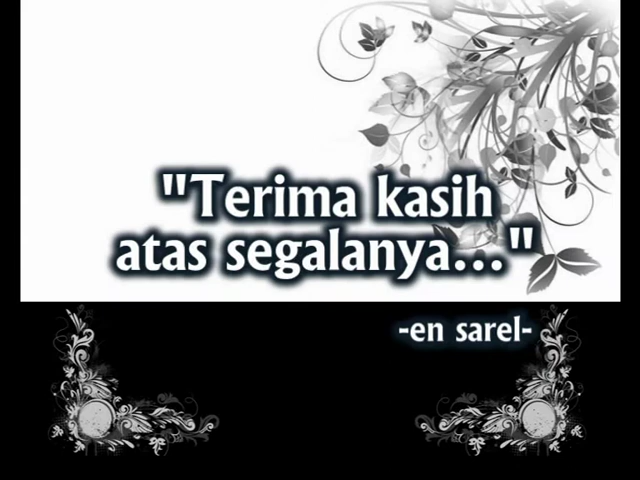 "Terima kasih
atas segalanya..."
-en sarel-